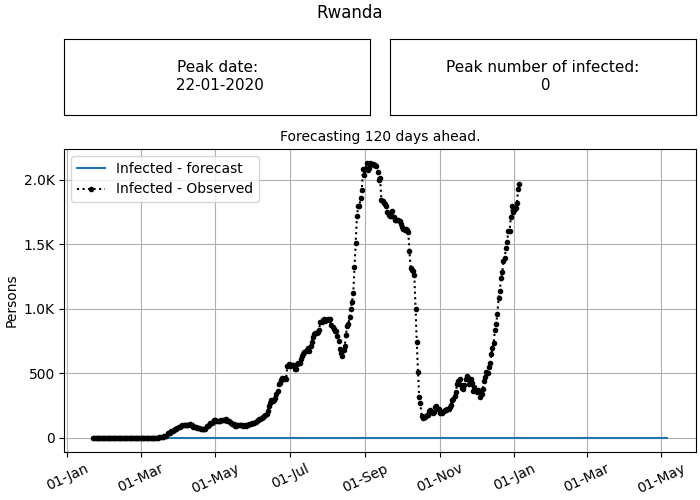 Rwanda
Peak date:
22-01-2020
Peak number of infected:
0
Forecasting 120 days ahead.
Infected - forecast
Infected - Observed
2.0K
1.5K
1.0K
500
0
Persons
01-Jan
01-Mar
01-May
01-Jul
01-Sep
01-Nov
01-Jan
01-Mar
01-May